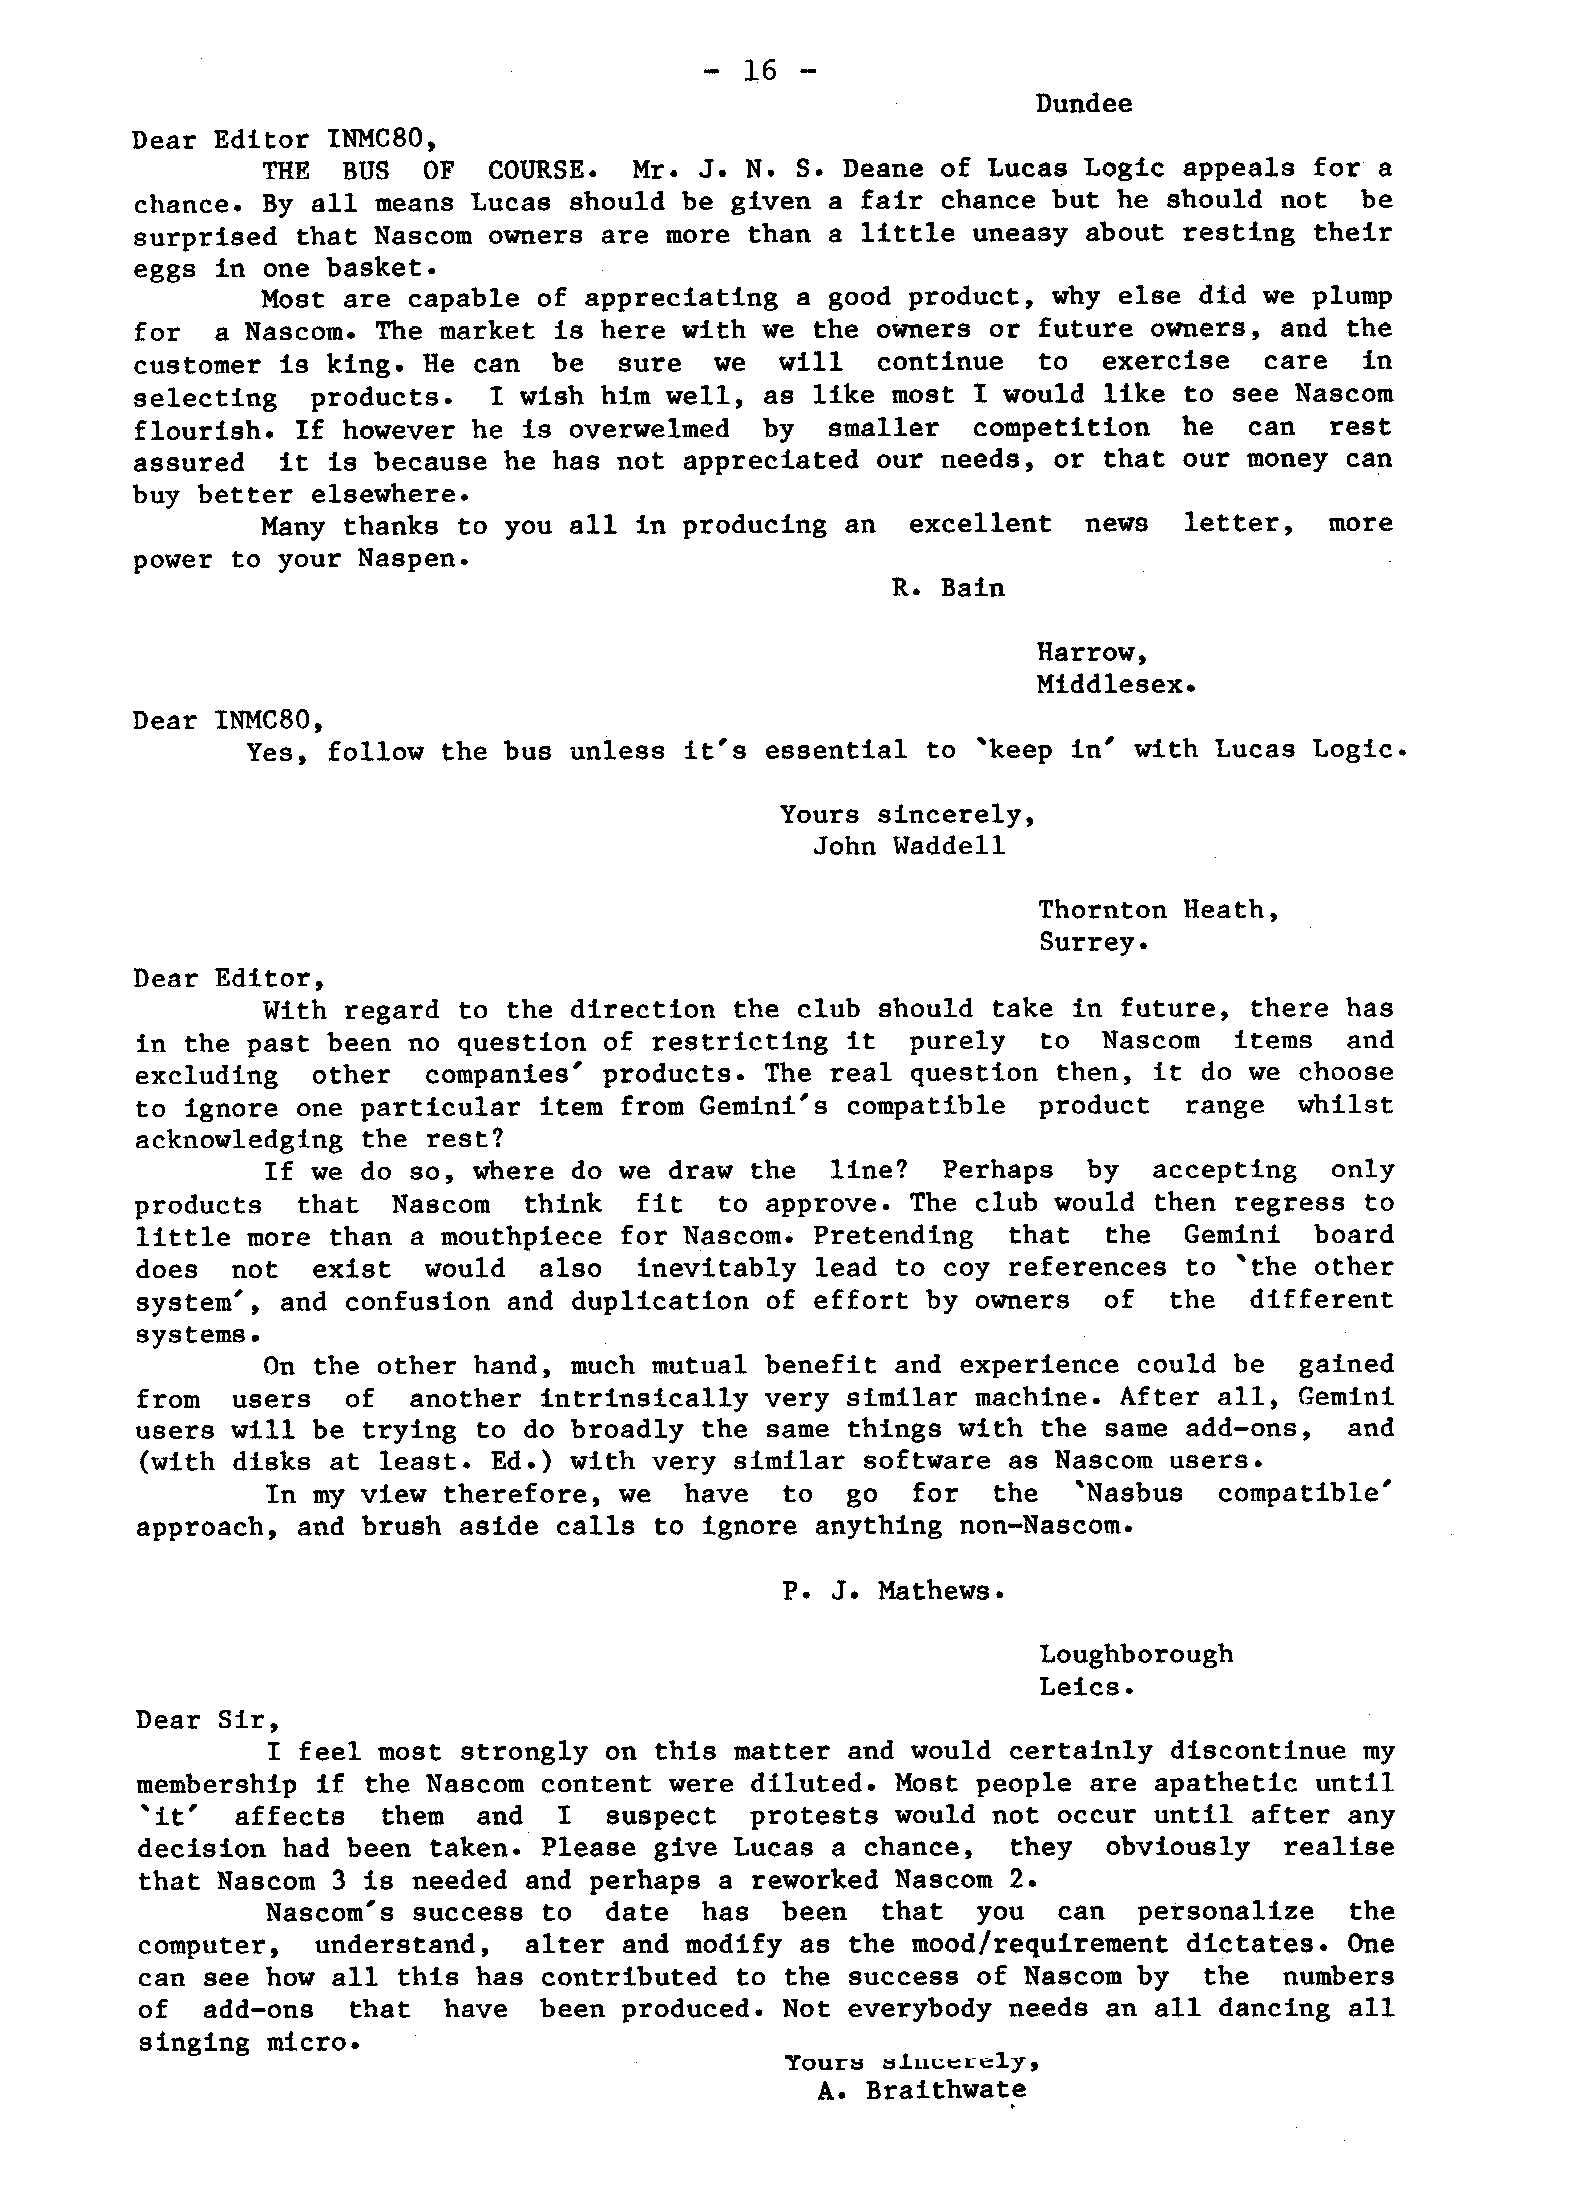 - 16 -
Dundee
Dear Editor INMC80,
THE BUS OF COURSE. Mr. J. N. S. Deane of Lucas Logic appeals for a
chance. By all means Lucas should be given a fair chance but he should not be
surprised that Nascom owners are more than a little uneasy about resting their
eggs in one basket.
Most are capable of appreciating a good product, why else did we plump
for a Nascom. The market is here with we the owners or future owners, and the
customer is king. He can be sure we will continue to exercise care in
selecting products. I wish him well, as like most I would like to see Nascom
flourish. If however he is overwelmed by smaller competition he can rest
assured it is because he has not appreciated our needs, or that our money can
buy better elsewhere.
Many thanks to you all in producing an excellent news letter, more
power to your Naspen.
R. Bain
Harrow,
Middlesex.
Dear INMC80,
Yes, follow the bus unless it's essential to `keep in' with Lucas Logic.
Yours sincerely,
John Waddell
Thornton Heath,
Surrey.
Dear Editor,
With regard to the direction the club should take in future, there has
in the past been no question of restricting it purely to Nascom items and
excluding other companies' products. The real question then, it do we choose
to ignore one particular item from Gemini's compatible product range whilst
acknowledging the rest?
If we do so, where do we draw the line? Perhaps by accepting only
products that Nascom think fit to approve. The club would then regress to
little more than a mouthpiece for Nascom. Pretending that the Gemini board
does not exist would also inevitably lead to coy references to `the other
system', and confusion and duplication of effort by owners of the different
systems.
On the other hand, much mutual benefit and experience could be gained
from users of another intrinsically very similar machine. After all, Gemini
users will be trying to do broadly the same things with the same add-ons, and
(with disks at least. Ed.) with very similar software as Nascom users.
In my view therefore, we have to go for the `Nasbus compatible'
approach, and brush aside calls to ignore anything non-Nascom.
P. J. Mathews.
Loughborough
Leics.
Dear Sir,
I feel most strongly on this matter and would certainly discontinue my
membership if the Nascom content were diluted. Most people are apathetic until
`it' affects them and I suspect protests would not occur until after any
decision had been taken. Please give Lucas a chance, they obviously realise
that Nascom 3 is needed and perhaps a reworked Nascom 2.
Nascom's success to date has been that you can personalize the
computer, understand, alter and modify as the mood/requirement dictates. One
can see how all this has contributed to the success of Nascom by the numbers
of add-ons that have been produced. Not everybody needs an all dancing all
singing micro.
Yours sincerely,
A. Braithwate